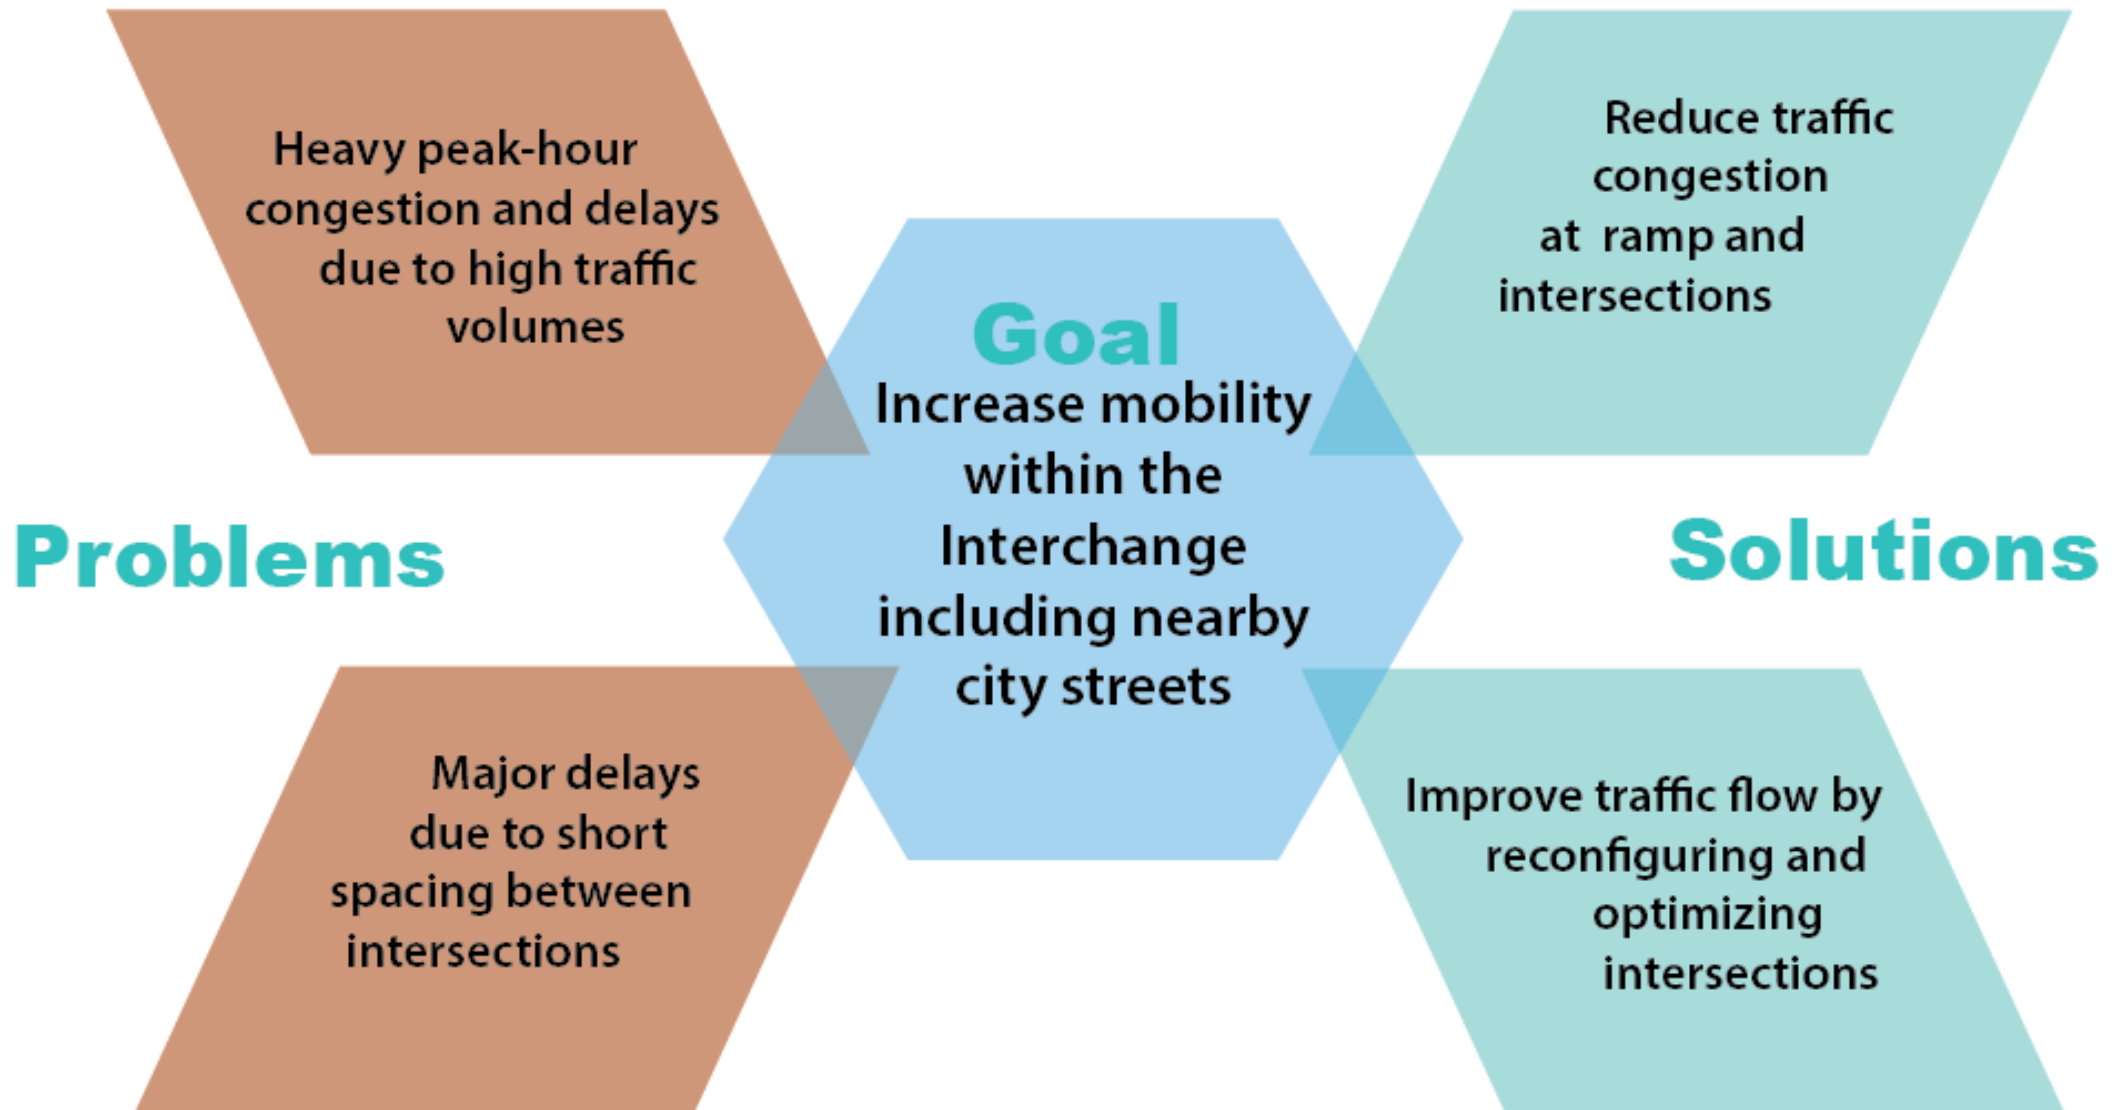 Problems
Heavy peak-hour
congestion and delays
due to high traffic
volumes
Major delays
due to short
spacing between
intersections
Goal
Increase mobility
within the
Interchange
including nearby
city streets
Solutions
Reduce traffic
congestion
at ramp and
intersections
Improve traffic flow by
reconfiguring and
optimizing
intersections